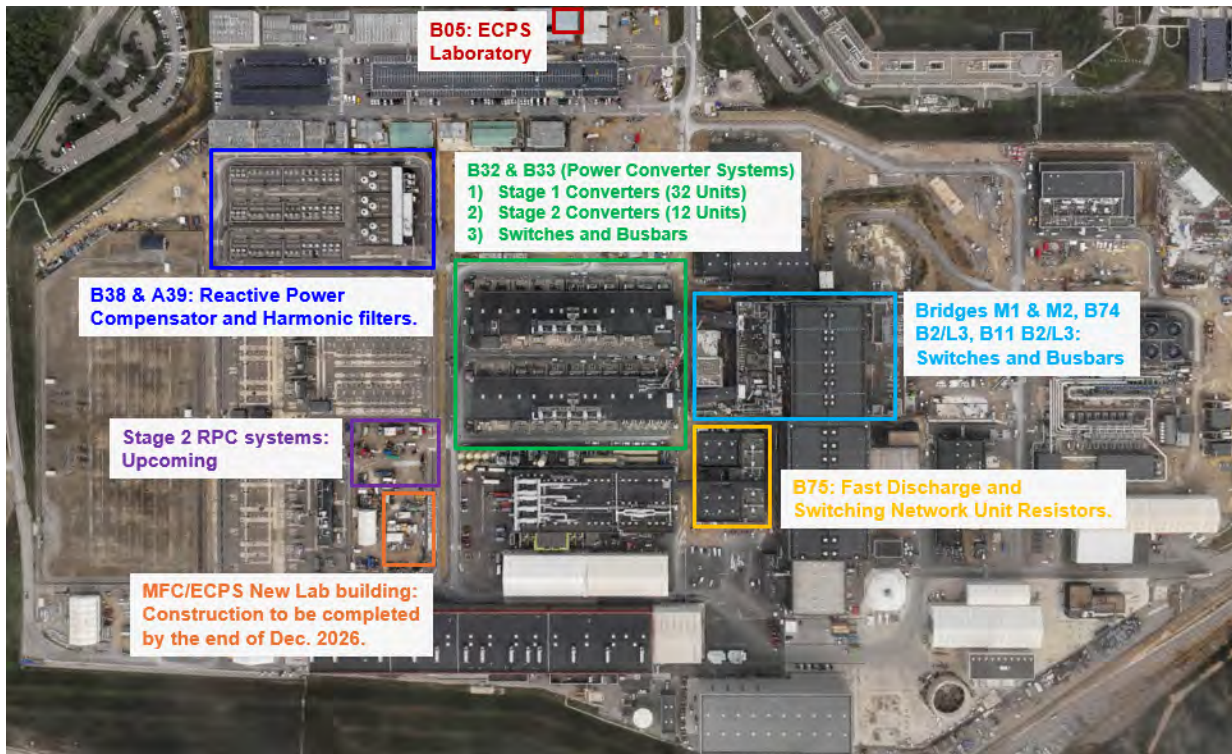 B05: ECPS
Laboratory
B32 & B33 (Power Converter Systems)
1) Stage 1 Converters (32 Units)
2) Stage 2 Converters (12 Units)
3) Switches and Busbars
B38 & A39: Reactive Power
Compensator and Harmonic filters.
Bridges M1 & M2, B74
B2/L3, B11 B2/L3:
Switches and Busbars
Stage 2 RPC systems:
Upcoming
B75: Fast Discharge and
Switching Network Unit Resistors.
MFC/ECPS New Lab building:
Construction to be completed
by the end of Dec. 2026.